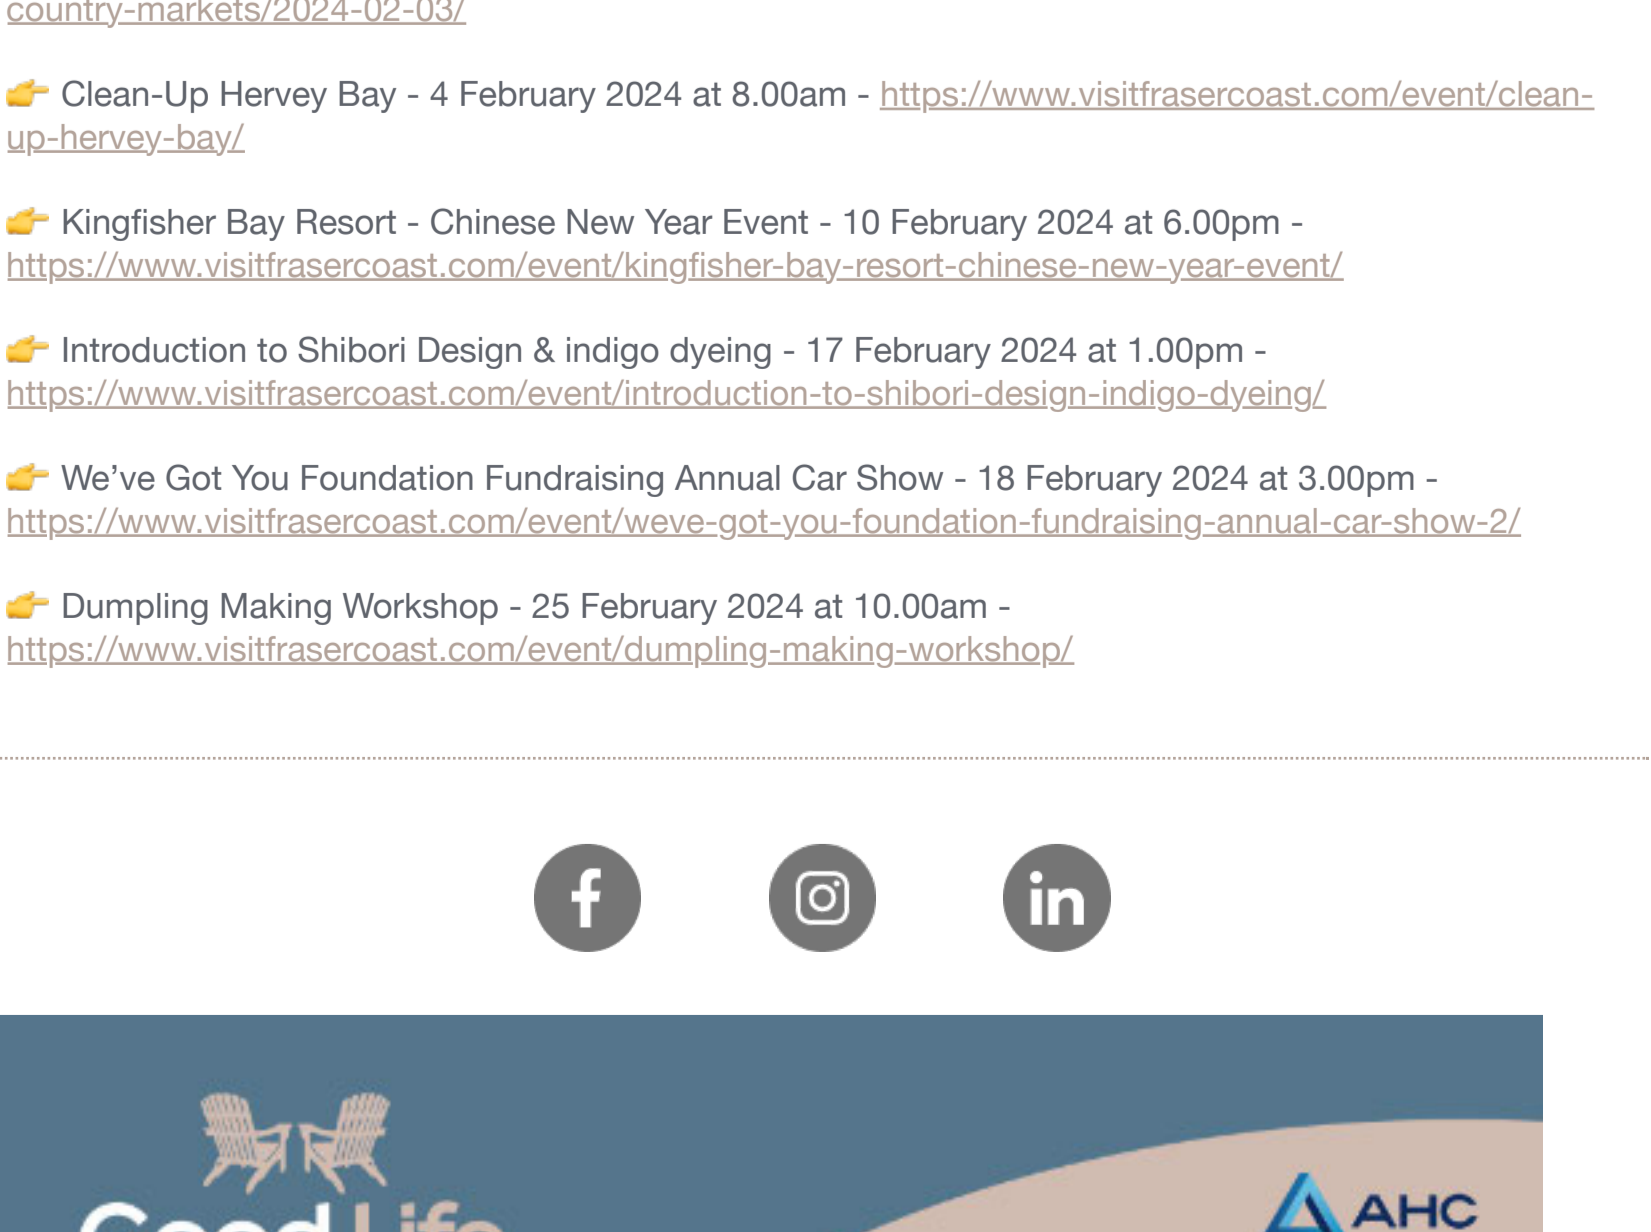 country-markets/2024-02-03/
👉 Clean-Up Hervey Bay - 4 February 2024 at 8.00am - https://www.visitfrasercoast.com/event/clean-
up-hervey-bay/
👉 Kingfisher Bay Resort - Chinese New Year Event - 10 February 2024 at 6.00pm -
https://www.visitfrasercoast.com/event/kingfisher-bay-resort-chinese-new-year-event/
👉 Introduction to Shibori Design & indigo dyeing - 17 February 2024 at 1.00pm -
https://www.visitfrasercoast.com/event/introduction-to-shibori-design-indigo-dyeing/
👉 We’ve Got You Foundation Fundraising Annual Car Show - 18 February 2024 at 3.00pm -
https://www.visitfrasercoast.com/event/weve-got-you-foundation-fundraising-annual-car-show-2/
👉 Dumpling Making Workshop - 25 February 2024 at 10.00am -
https://www.visitfrasercoast.com/event/dumpling-making-workshop/
Good Life
AHC